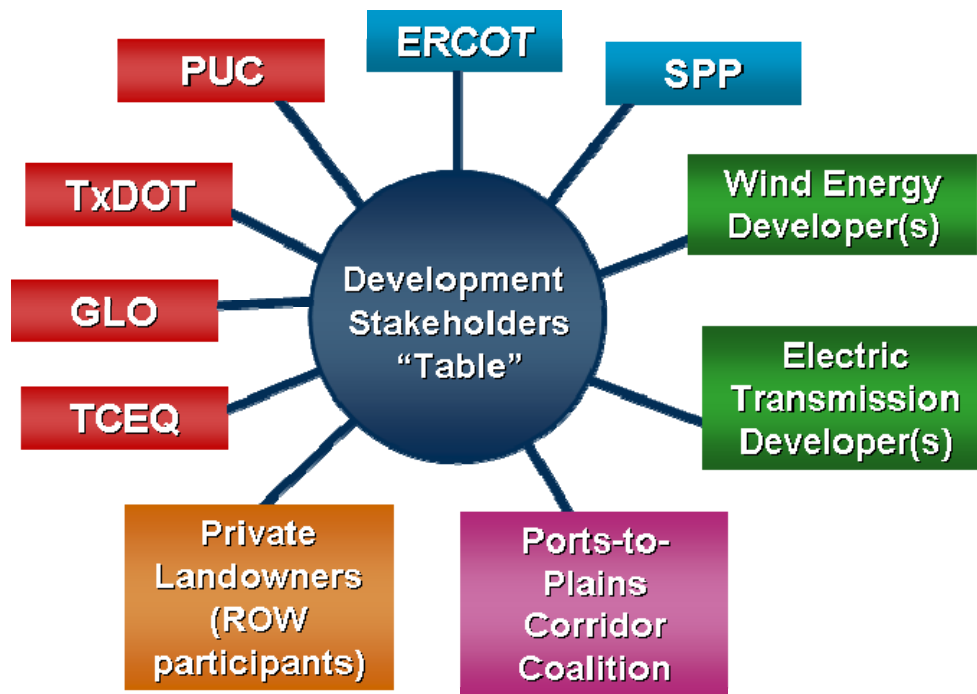 ERCOT
PUC
SPP
TxDOT
Wind Energy
Developer(s)
GLO
Development
Stakeholders
“Table”
TCEQ
Electric
Transmission
Developer(s)
Private
Landowners
(ROW
participants)
Ports-to-
Plains
Corridor
Coalition